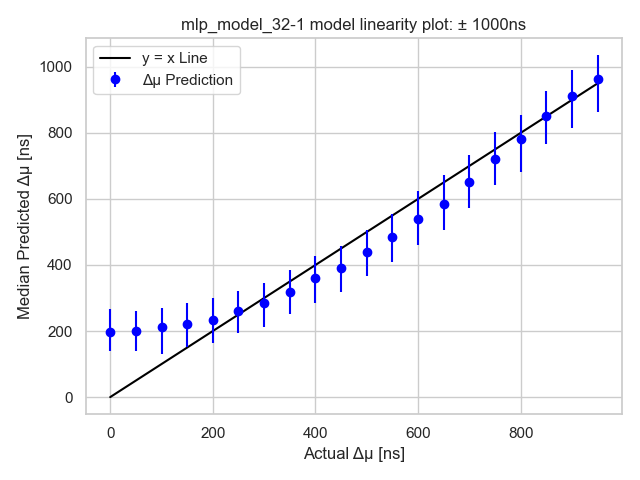 mlp_model_32-1 model linearity plot: ± 1000ns
y = x Line
Δμ Prediction
Median Predicted Δμ [ns]
1000
800
600
400
200
0
0 200 400 600 800
Actual Δμ [ns]